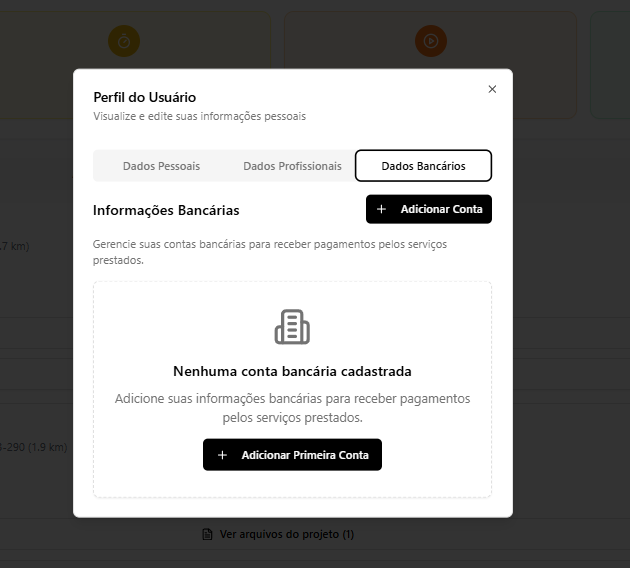 Perfil do Usuário
Visualize e edite suas informações pessoais
Dados Pessoais
Dados Profissionais
Dados Bancários
Informações Bancárias
Adicionar Conta
.7 km)
Gerencie suas contas bancárias para receber pagamentos pelos serviços
prestados.
Nenhuma conta bancária cadastrada
Adicione suas informações bancárias para receber pagamentos
pelos serviços prestados.
-290 (1.9 km)
Adicionar Primeira Conta
Ver arquivos do projeto (1)